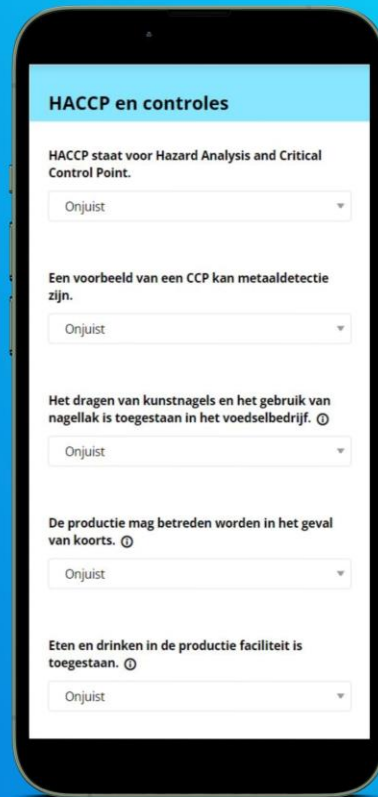 HACCP en controles
HACCP staat voor Hazard Analysis and Critical
Control Point.
Onjuist
Een voorbeeld van een CCP kan metaaldetectie
zijn.
Onjuist
Het dragen van kunstnagels en het gebruik van
nagellak is toegestaan in het voedselbedrijf.
Onjuist
De productie mag betreden worden in het geval
van koorts.
Onjuist
Eten en drinken in de productie faciliteit is
toegestaan.
Onjuist